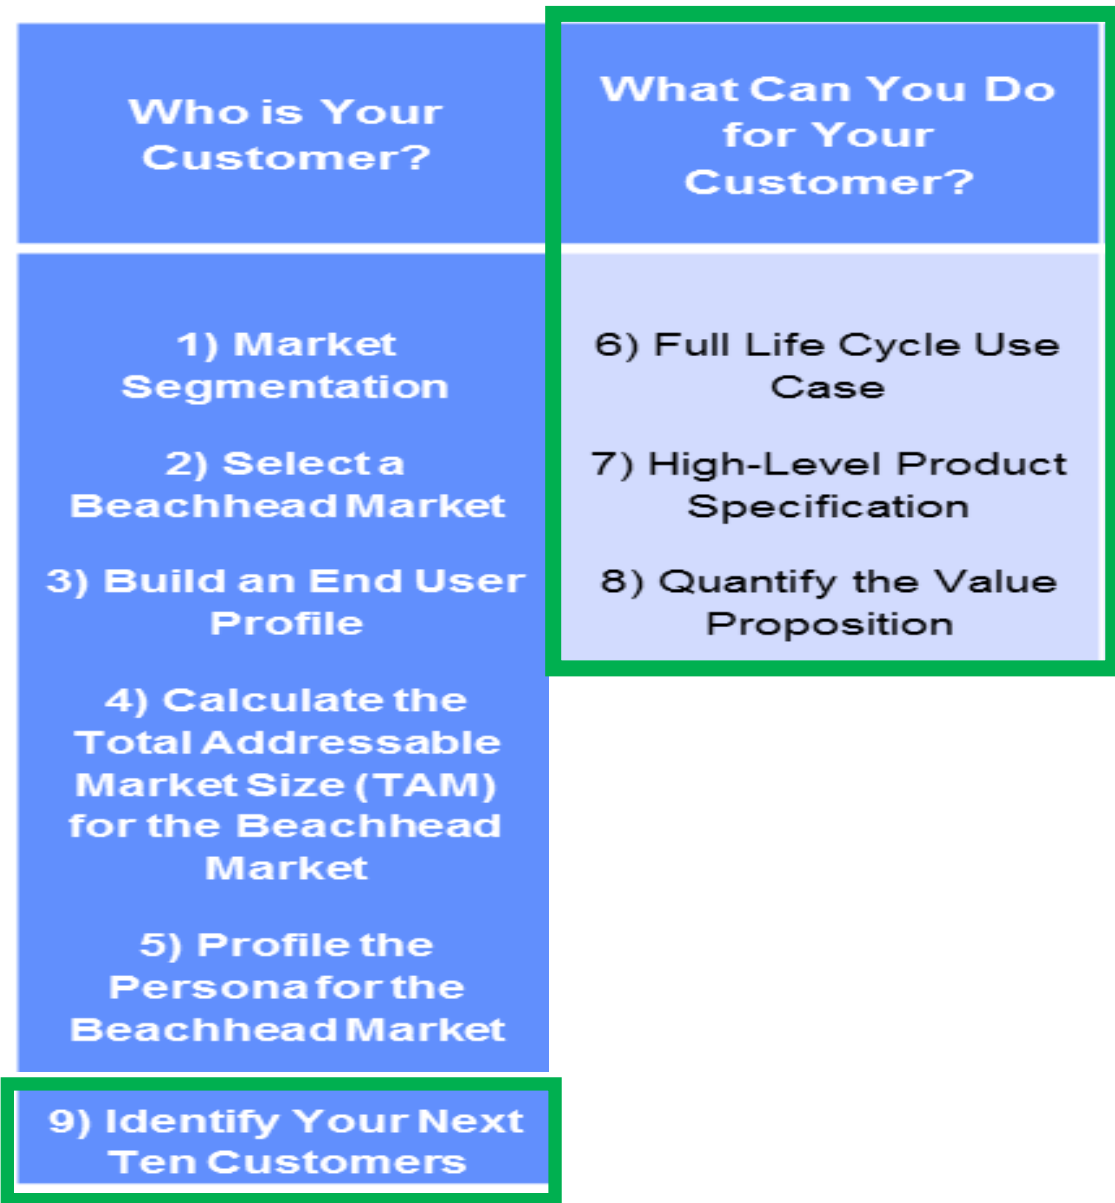 Who is Your
Customer?
1) Market
Segmentation
2) Select a
Beachhead Market
3) Build an End User
Profile
4) Calculate the
Total Addressable
Market Size (TAM)
for the Beachhead
Market
5) Profile the
Persona for the
Beachhead Market
9) Identify Your Next
Ten Customers
What Can You Do
for Your
Customer?
6) Full Life Cycle Use
Case
7) High-Level Product
Specification
8) Quantify the Value
Proposition